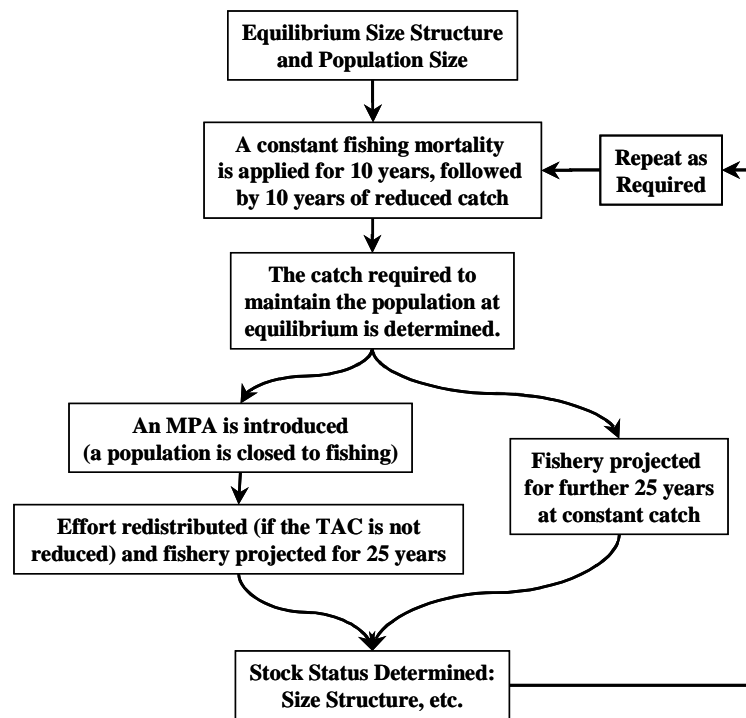 Equilibrium Size Structure
and Population Size
A constant fishing mortality
is applied for 10 years, followed
by 10 years of reduced catch
Repeat as
Required
The catch required to
maintain the population at
equilibrium is determined.
An MPA is introduced
(a population is closed to fishing)
Fishery projected
for further 25 years
at constant catch
Effort redistributed (if the TAC is not
reduced) and fishery projected for 25 years
Stock Status Determined:
Size Structure, etc.